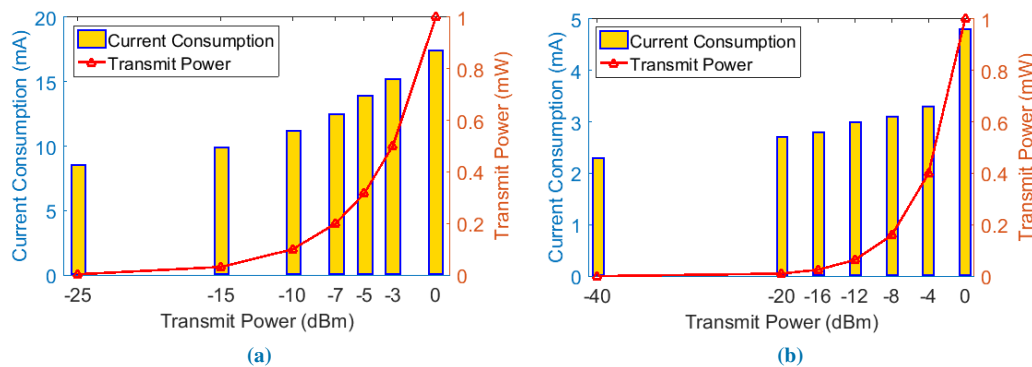 20
15
10
5
0
Current Consumption (mA)
Current Consumption
Transmit Power
1
0.8
0.6
0.4
0.2
0
Transmit Power (mW)
-25 -15 -10 -7 -5 -3 0
Transmit Power (dBm)
(a)
5
4
3
2
1
0
Current Consumption (mA)
Current Consumption
Transmit Power
1
0.8
0.6
0.4
0.2
0
Transmit Power (mW)
-40 -20 -16 -12 -8 -4 0
Transmit Power (dBm)
(b)